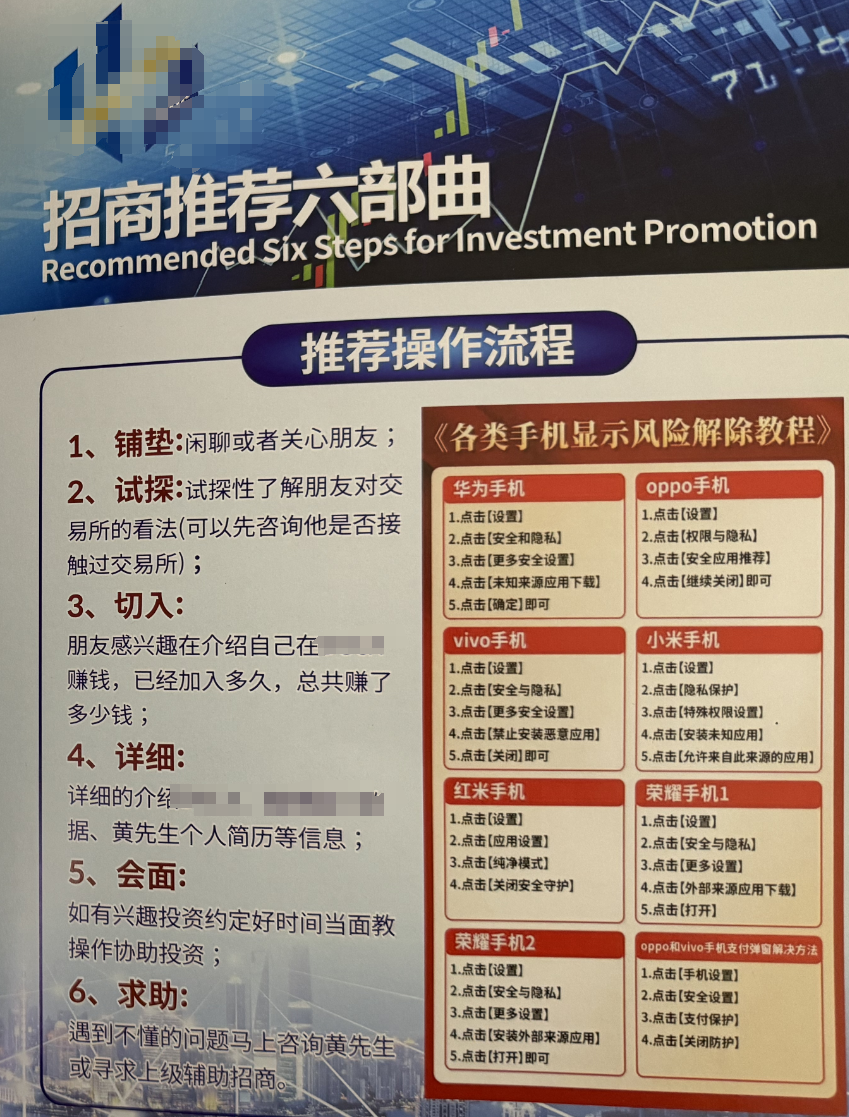 71.
招商推荐六部曲
Recommended Six Steps for Investment Promotion
推荐操作流程
1、铺垫:闲聊或者关心朋友；
2、试探:试探性了解朋友对交
易所的看法(可以先咨询他是否接
触过交易所)；
3、切入:
朋友感兴趣在介绍自己在
赚钱，已经加入多久，总共赚了
多少钱；
4、详细:
详细的介绍
据、黄先生个人简历等信息；
5、会面:
如有兴趣投资约定好时间当面教
操作协助投资；
6、求助:
遇到不懂的问题马上咨询黄先生
或寻求上级辅助招商。
《各类手机显示风险解除教程》
华为手机
1.点击【设置】
2.点击【安全和隐私】
3.点击【更多安全设置】
4.点击【未知来源应用下载】
5.点击【确定】即可
oppo手机
1.点击【设置】
2.点击【权限与隐私】
3.点击【安全应用推荐】
4.点击【继续关闭】即可
vivo手机
1.点击【设置】
2.点击【安全与隐私】
3.点击【更多安全设置】
4.点击【禁止安装恶意应用】
5.点击【关闭】即可
小米手机
1.点击【设置】
2.点击【隐私保护】
3.点击【特殊权限设置】
4.点击【安装未知应用】
5.点击【允许来自此来源的应用】
红米手机
1.点击【设置】
2.点击【应用设置】
3.点击【纯净模式】
4.点击【关闭安全守护】
荣耀手机1
1.点击【设置】
2.点击【安全与隐私】
3.点击【更多设置】
4.点击【外部来源应用下载】
5.点击【打开】
荣耀手机2
1.点击【设置】
2.点击【安全与隐私】
3.点击【更多设置】
4.点击【安装外部来源应用】
5.点击【打开】即可
oppo和vivo手机支付弹窗解决方法
1.点击【手机设置】
2.点击【安全设置】
3.点击【支付保护】
4.点击【关闭防护】